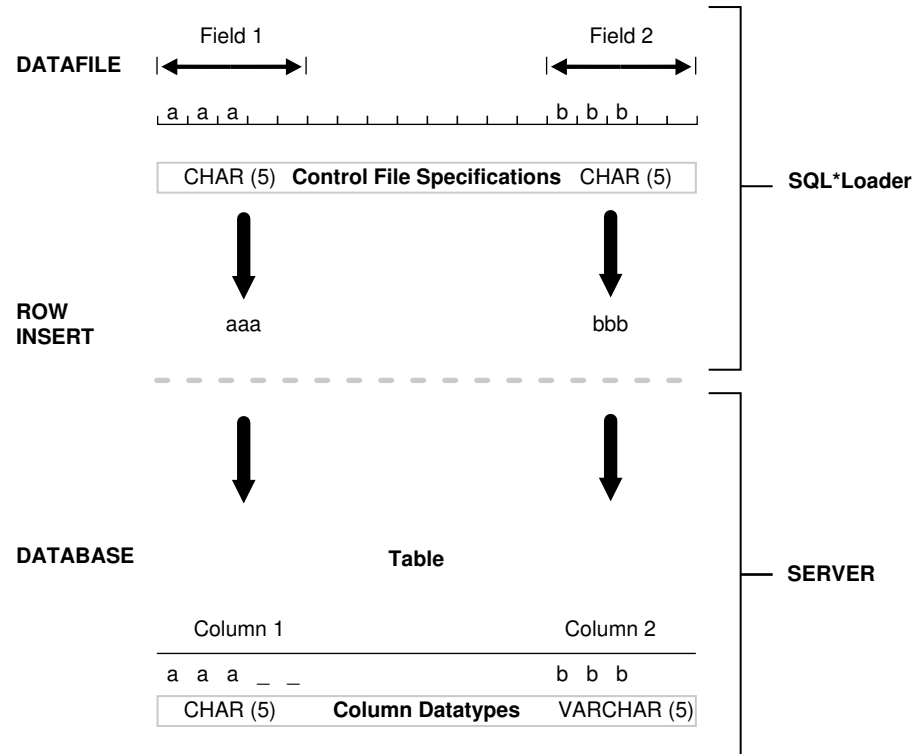 Field 1 Field 2
DATAFILE
a a a b b b
CHAR (5) Control File Specifications CHAR (5)
SQL*Loader
ROW
INSERT
aaa bbb
DATABASE
Table
SERVER
Column 1 Column 2
a a a _ _ b b b
CHAR (5) Column Datatypes VARCHAR (5)